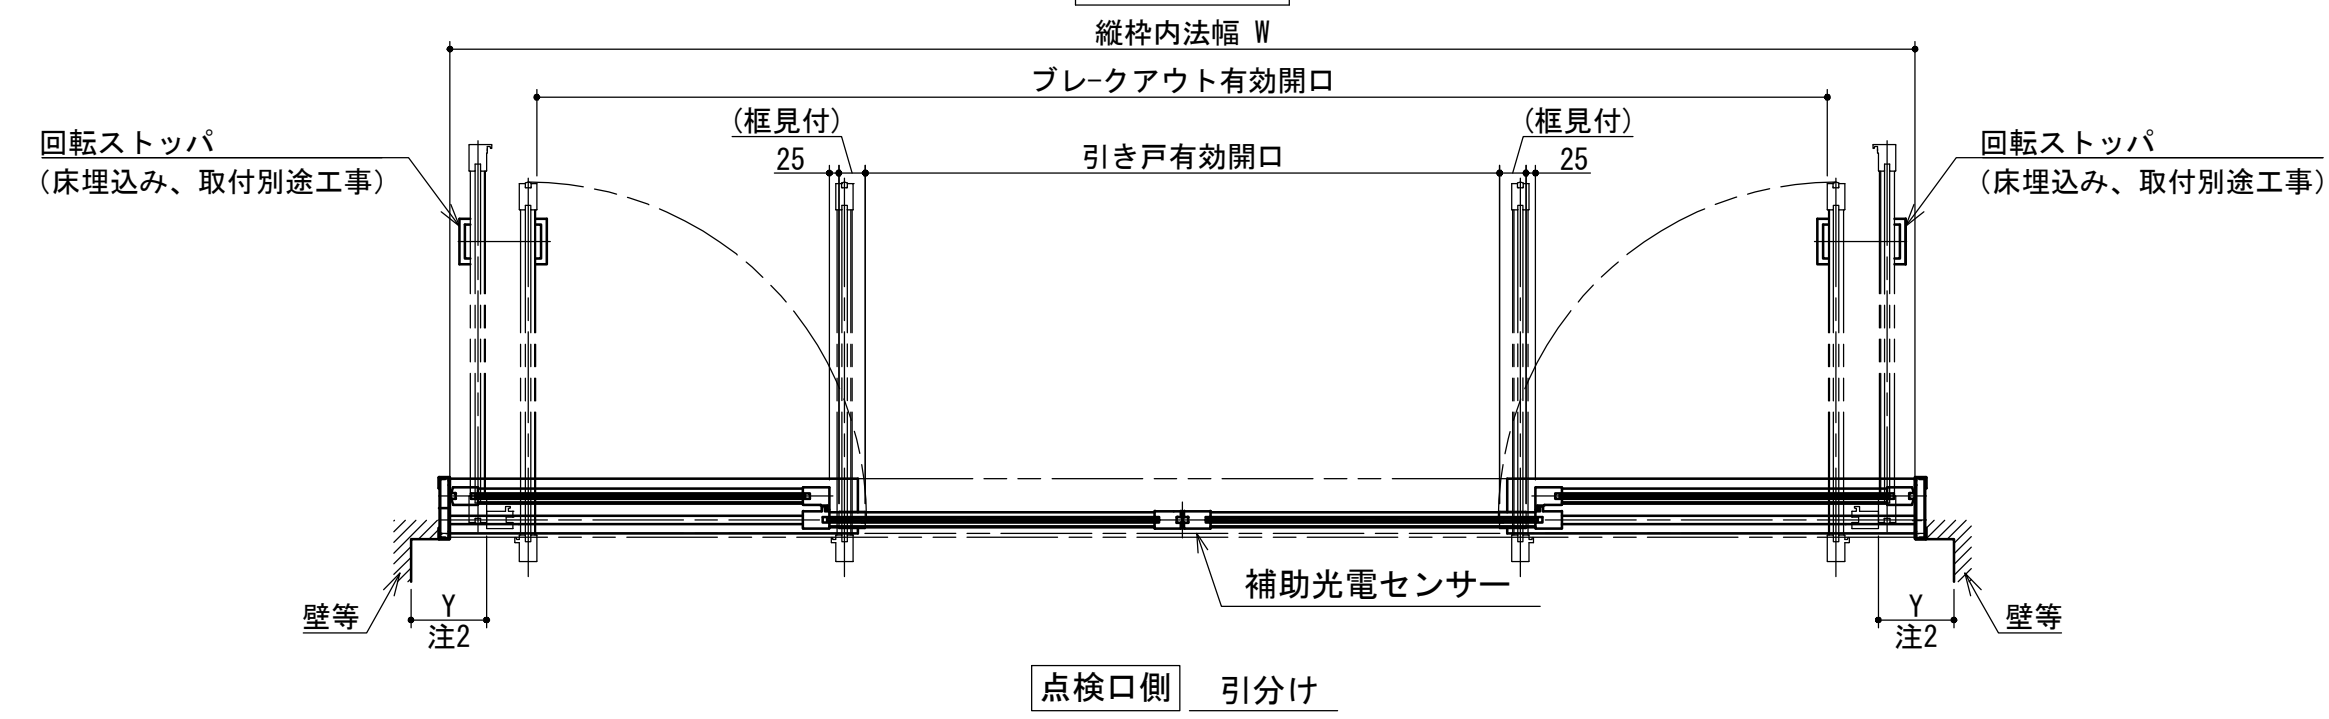 縦枠内法幅 W
ブレークアウト有効開口
(框見付)
(框見付)
回転ストッパ
(床埋込み、取付別途工事)
25
引き戸有効開口
25
回転ストッパ
(床埋込み、取付別途工事)
補助光電センサー
壁等
Y
注2
Y
注2
壁等
点検口側 引分け